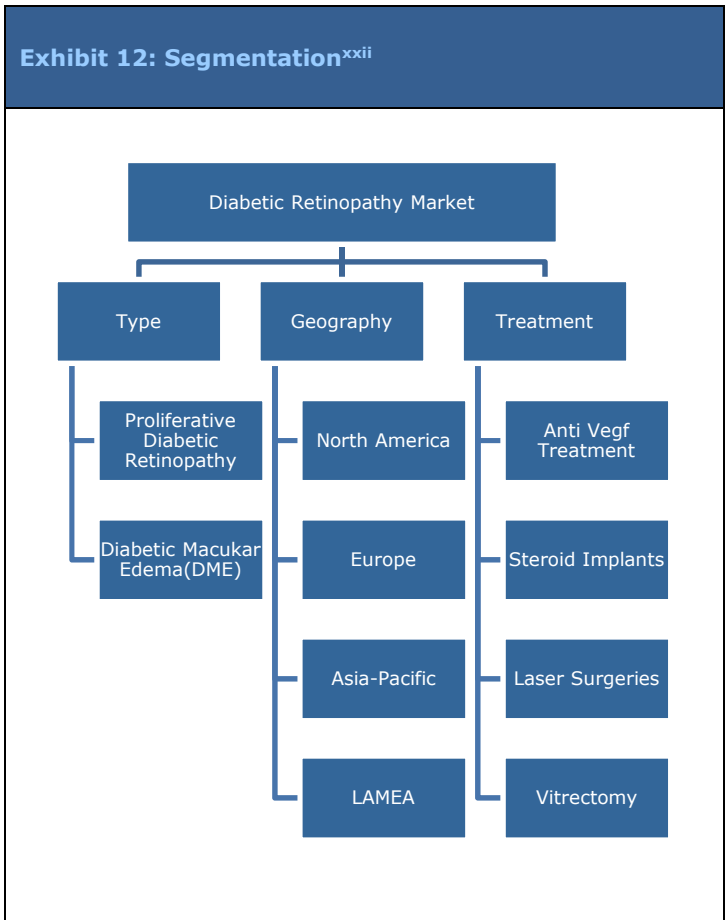 Exhibit 12: Segmentationxxii
Diabetic Retinopathy Market
Type
Geography
Treatment
Proliferative
Diabetic
Retinopathy
North America
Anti Vegf
Treatment
Diabetic Macukar
Edema(DME)
Europe
Steroid Implants
Asia-Pacific
Laser Surgeries
LAMEA
Vitrectomy